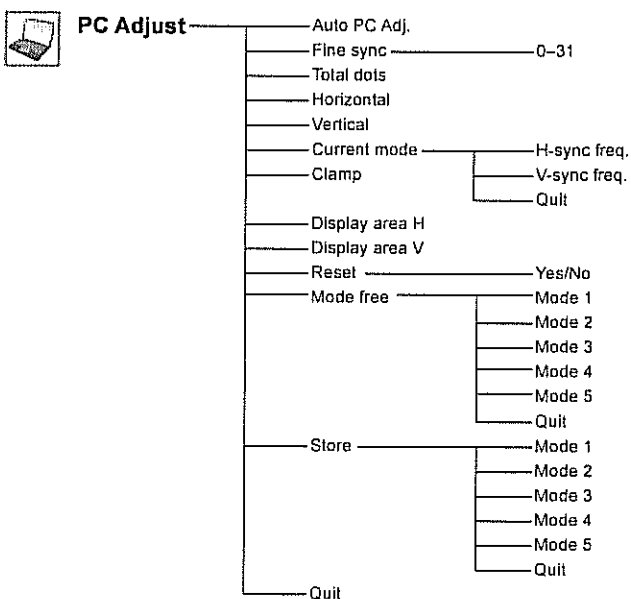 PC Adjust Auto PC Adj.
Fine sync 0–31
Total dots
Horizontal
Vertical
Current mode H-sync freq.
Clamp V-sync freq.
Quit
Display area H
Display area V
Reset Yes/No
Mode free Mode 1
Mode 2
Mode 3
Mode 4
Mode 5
Quit
Store Mode 1
Mode 2
Mode 3
Mode 4
Mode 5
Quit
Quit